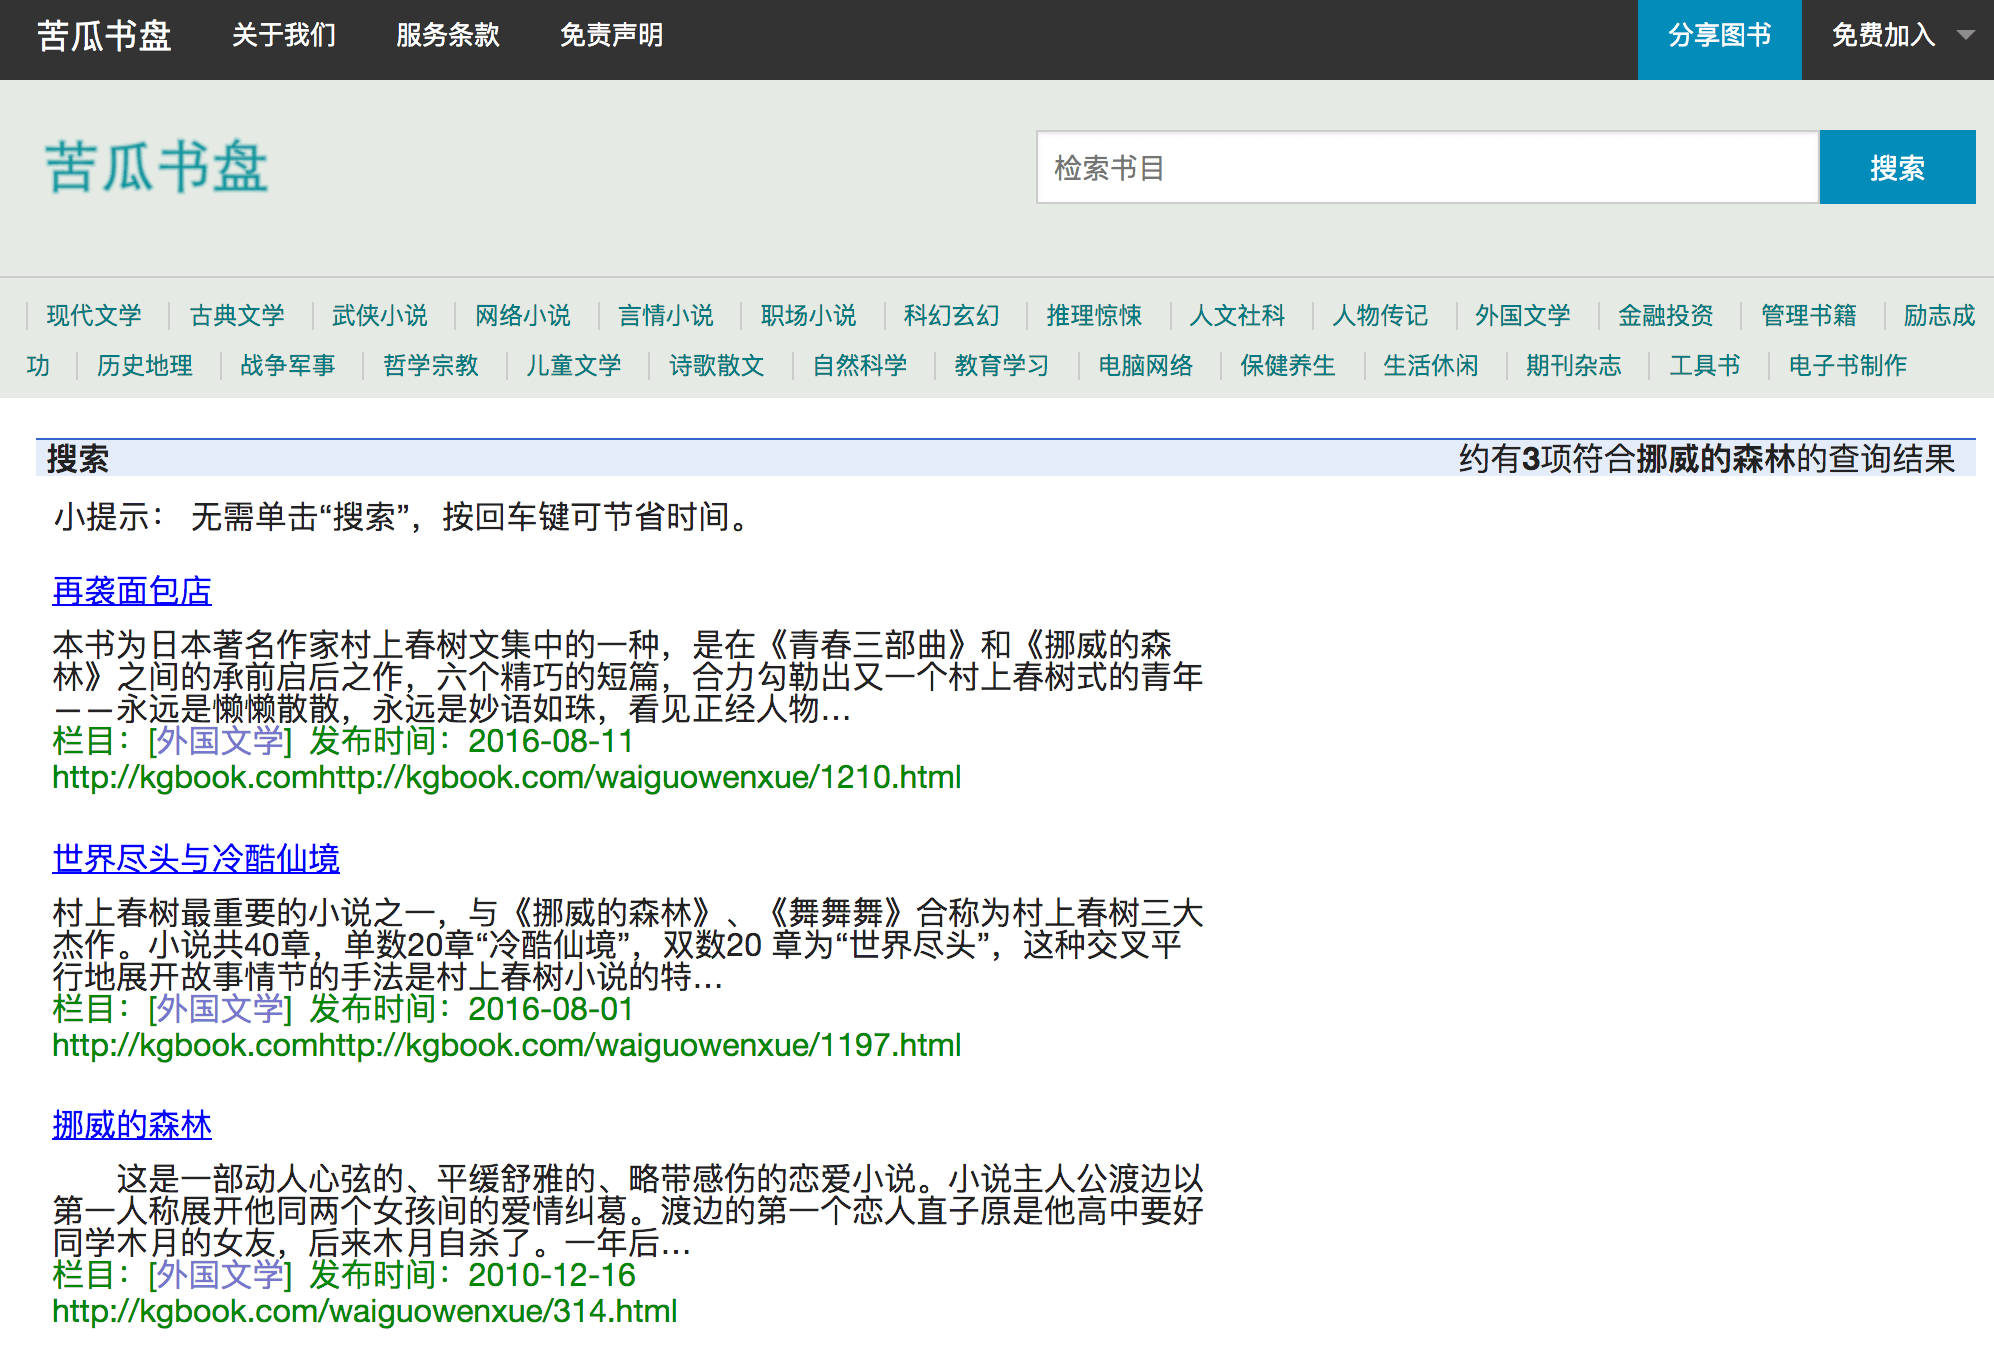 苦瓜书盘 关于我们 服务条款 免责声明 分享图书 免费加入
苦瓜书盘 检索书目 搜索
现代文学 古典文学 武侠小说 网络小说 言情小说 职场小说 科幻玄幻 推理惊悚 人文社科 人物传记 外国文学 金融投资 管理书籍 励志成
功 历史地理 战争军事 哲学宗教 儿童文学 诗歌散文 自然科学 教育学习 电脑网络 保健养生 生活休闲 期刊杂志 工具书 电子书制作
搜索 约有3项符合挪威的森林的查询结果
小提示： 无需单击“搜索”，按回车键可节省时间。
再袭面包店
本书为日本著名作家村上春树文集中的一种，是在《青春三部曲》和《挪威的森
林》之间的承前启后之作，六个精巧的短篇，合力勾勒出又一个村上春树式的青年
－－永远是懒懒散散，永远是妙语如珠，看见正经人物...
栏目：[外国文学] 发布时间：2016-08-11
http://kgbook.comhttp://kgbook.com/waiguowenxue/1210.html
世界尽头与冷酷仙境
村上春树最重要的小说之一，与《挪威的森林》、《舞舞舞》合称为村上春树三大
杰作。小说共40章，单数20章“冷酷仙境”，双数20 章为“世界尽头”，这种交叉平
行地展开故事情节的手法是村上春树小说的特...
栏目：[外国文学] 发布时间：2016-08-01
http://kgbook.comhttp://kgbook.com/waiguowenxue/1197.html
挪威的森林
这是一部动人心弦的、平缓舒雅的、略带感伤的恋爱小说。小说主人公渡边以
第一人称展开他同两个女孩间的爱情纠葛。渡边的第一个恋人直子原是他高中要好
同学木月的女友，后来木月自杀了。一年后...
栏目：[外国文学] 发布时间：2010-12-16
http://kgbook.com/waiguowenxue/314.html